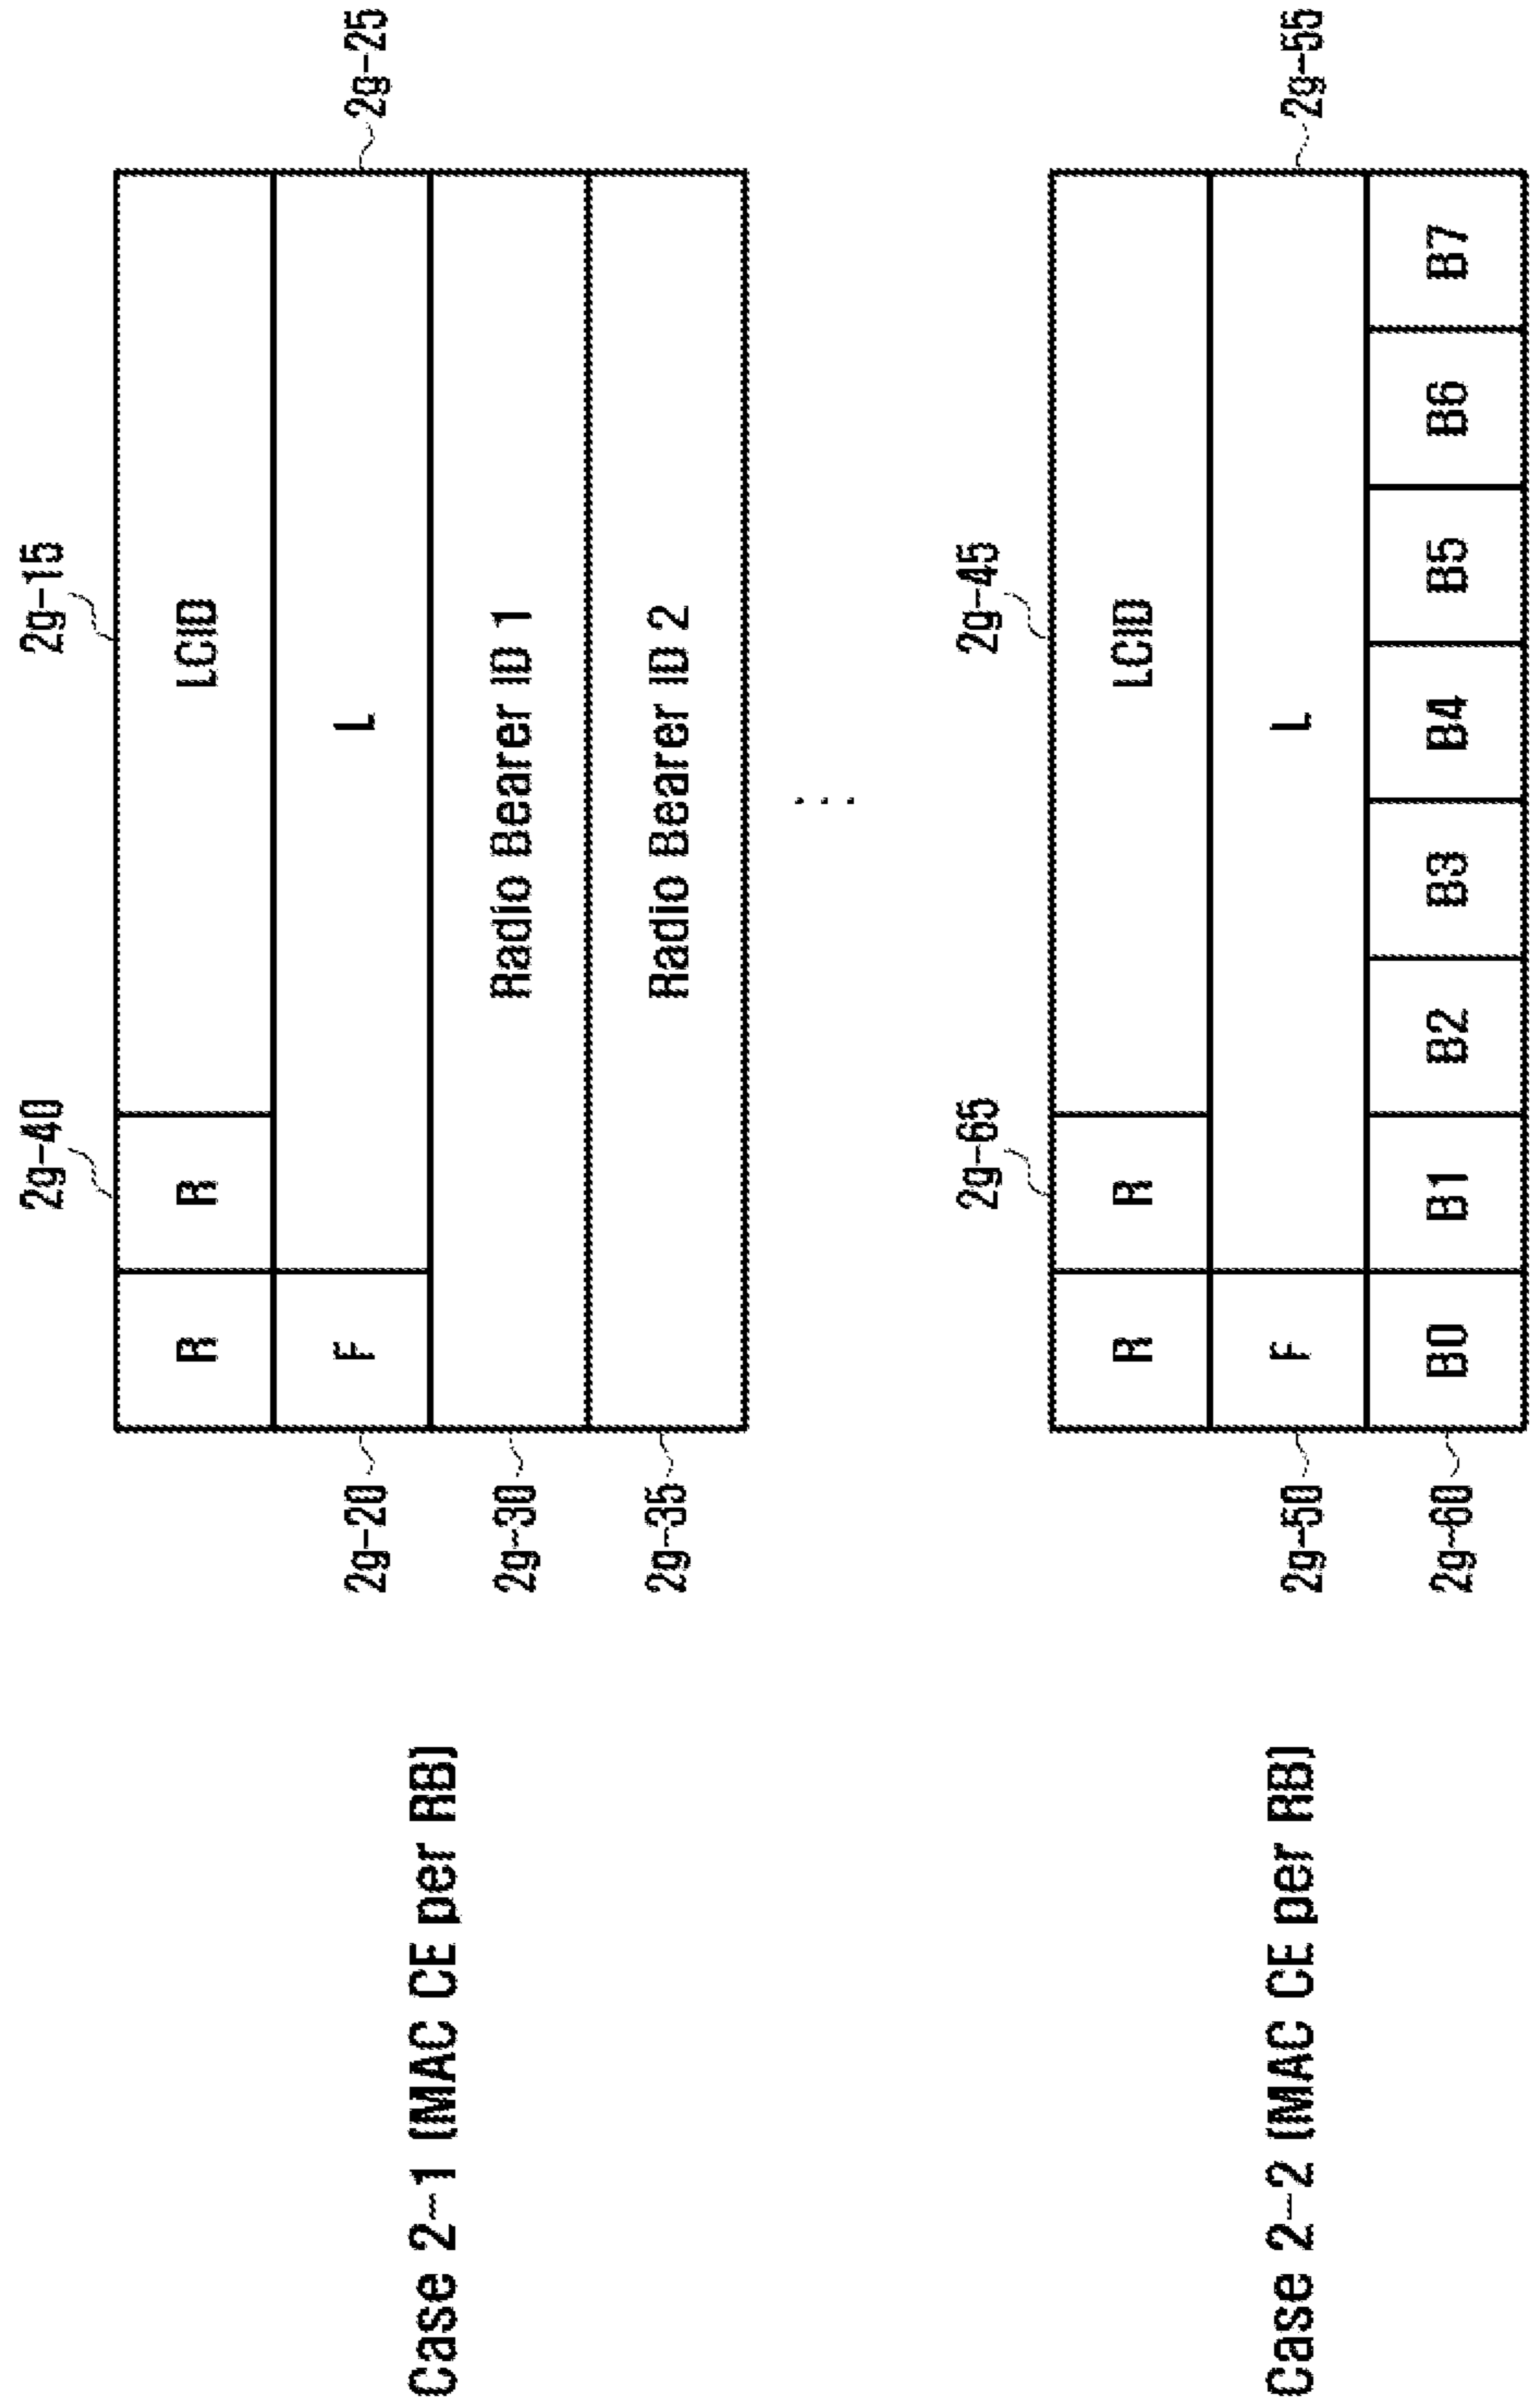 Case 2-1 (MAC CE per RB)
2g-40
2g-15
R
R
LCID
2g-20
F
L
2g-25
2g-30
Radio Bearer ID 1
2g-35
Radio Bearer ID 2
⋮
Case 2-2 (MAC CE per RB)
2g-65
2g-45
R
R
LCID
2g-50
F
L
2g-55
2g-60
B0
B1
B2
B3
B4
B5
B6
B7